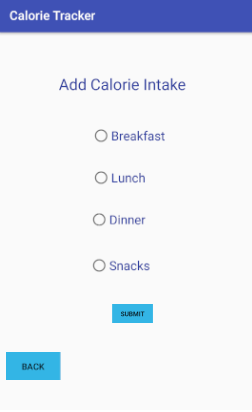 Calorie Tracker
Add Calorie Intake
Breakfast
Lunch
Dinner
Snacks
SUBMIT
BACK